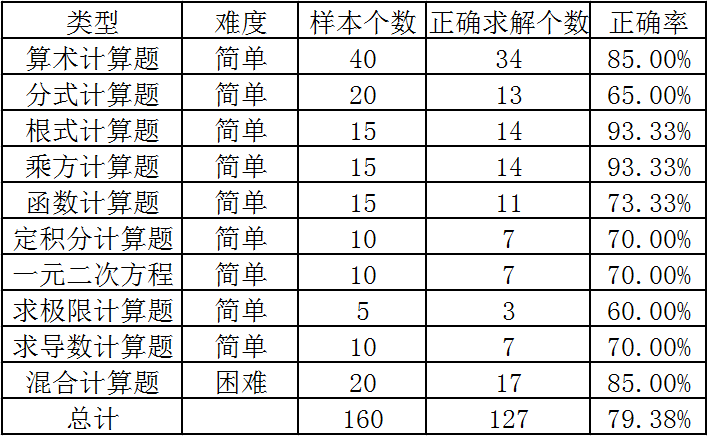 类型 难度 样本个数 正确求解个数 正确率
算术计算题 简单 40 34 85.00%
分式计算题 简单 20 13 65.00%
根式计算题 简单 15 14 93.33%
乘方计算题 简单 15 14 93.33%
函数计算题 简单 15 11 73.33%
定积分计算题 简单 10 7 70.00%
一元二次方程 简单 10 7 70.00%
求极限计算题 简单 5 3 60.00%
求导数计算题 简单 10 7 70.00%
混合计算题 困难 20 17 85.00%
总计 160 127 79.38%